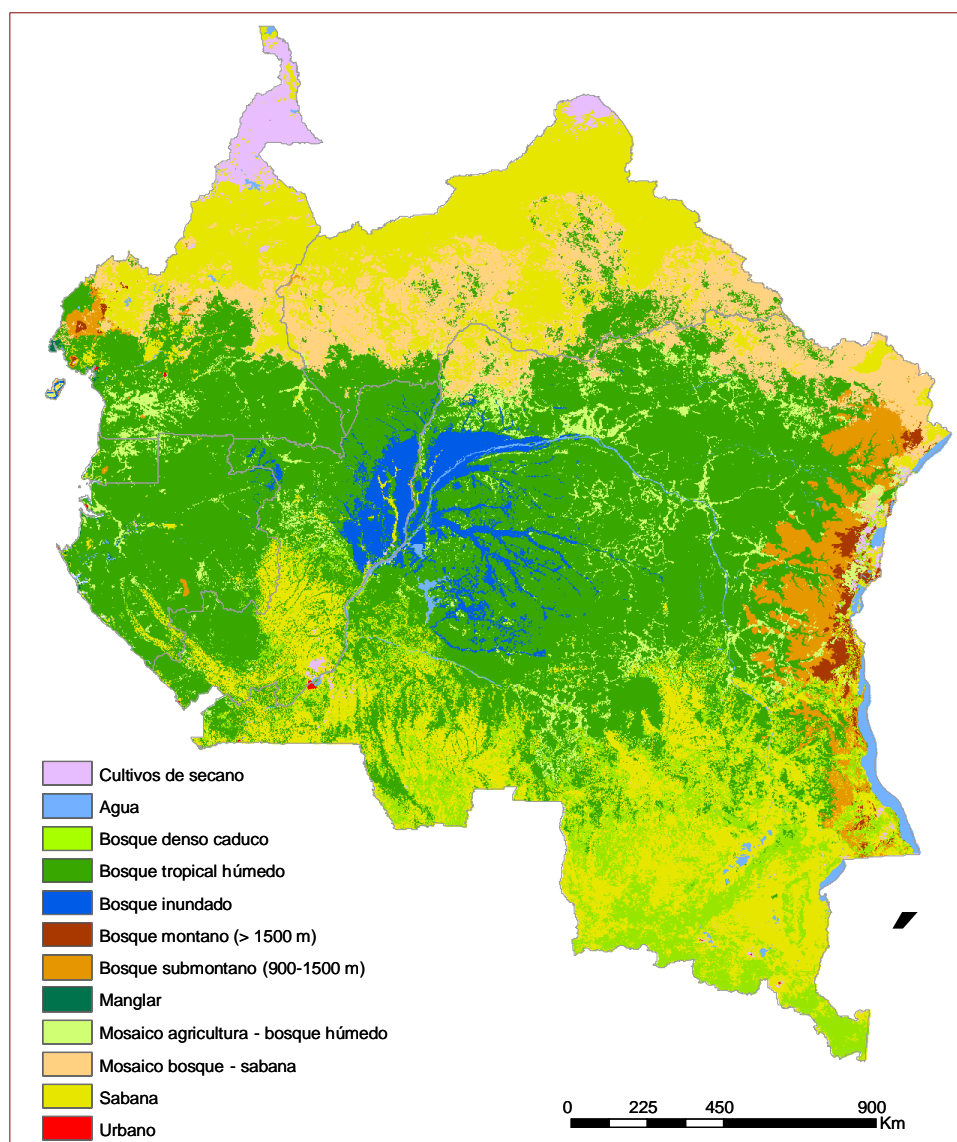 Cultivos de secano
Agua
Bosque denso caduco
Bosque tropical húmedo
Bosque inundado
Bosque montano (> 1500 m)
Bosque submontano (900-1500 m)
Manglar
Mosaico agricultura - bosque húmedo
Mosaico bosque - sabana
Sabana
Urbano
0 225 450 900
Km